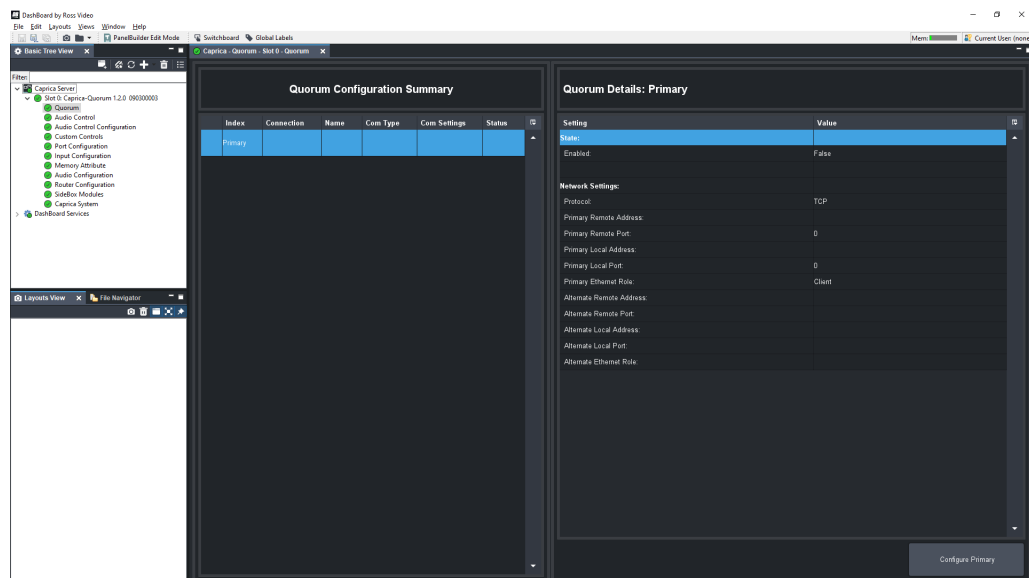 DashBoard by Ross Video
File Edit Layouts Views Window Help
PanelBuilder Edit Mode Switchboard Global Labels
Mem: Current User: (none
Basic Tree View
Caprica - Quorum - Slot 0 - Quorum
Filter:
Caprica Server
Slot 0: Caprica-Quorum 1.2.0 090300003
Quorum
Audio Control
Audio Control Configuration
Custom Controls
Port Configuration
Input Configuration
Memory Attribute
Audio Configuration
Router Configuration
SideBox Modules
Caprica System
DashBoard Services
Layouts View File Navigator
Quorum Configuration Summary
Index Connection Name Com Type Com Settings Status
Primary
Quorum Details: Primary
Setting Value
State:
Enabled: False
Network Settings:
Protocol: TCP
Primary Remote Address:
Primary Remote Port: 0
Primary Local Address:
Primary Local Port: 0
Primary Ethernet Role: Client
Alternate Remote Address:
Alternate Remote Port:
Alternate Local Address:
Alternate Local Port:
Alternate Ethernet Role:
Configure Primary